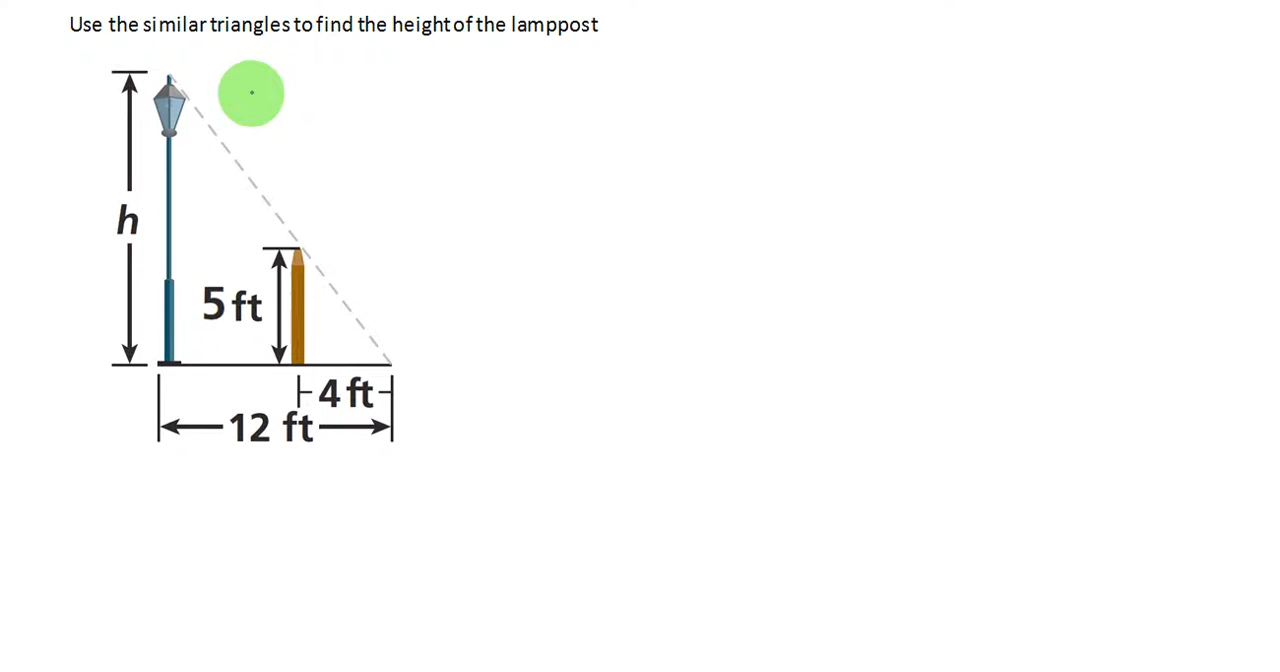 Use the similar triangles to find the height of the lamppost
h
5 ft
4 ft
12 ft